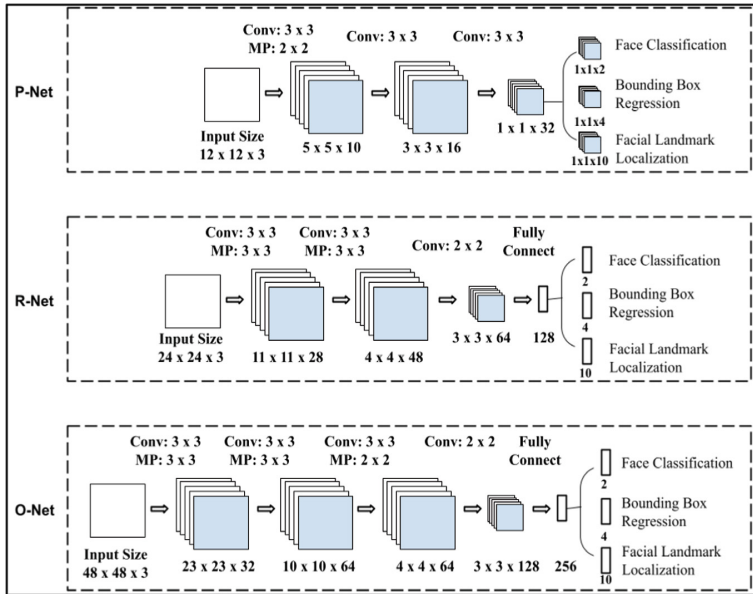 P-Net
Conv: 3 x 3
MP: 2 x 2
Conv: 3 x 3
Conv: 3 x 3
Input Size
12 x 12 x 3
5 x 5 x 10
3 x 3 x 16
1 x 1 x 32
1x1x2
Face Classification
1x1x4
Bounding Box
Regression
1x1x10
Facial Landmark
Localization
R-Net
Conv: 3 x 3
MP: 3 x 3
Conv: 3 x 3
MP: 3 x 3
Conv: 2 x 2
Fully
Connect
Input Size
24 x 24 x 3
11 x 11 x 28
4 x 4 x 48
3 x 3 x 64
128
2
Face Classification
4
Bounding Box
Regression
10
Facial Landmark
Localization
O-Net
Conv: 3 x 3
MP: 3 x 3
Conv: 3 x 3
MP: 3 x 3
Conv: 3 x 3
MP: 2 x 2
Conv: 2 x 2
Fully
Connect
Input Size
48 x 48 x 3
23 x 23 x 32
10 x 10 x 64
4 x 4 x 64
3 x 3 x 128
256
2
Face Classification
4
Bounding Box
Regression
10
Facial Landmark
Localization